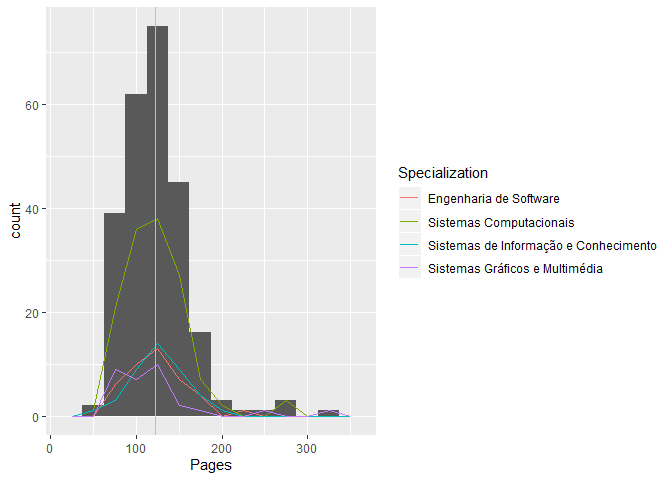 60
40
20
0
count
0
100
200
300
Pages
Specialization
Engenharia de Software
Sistemas Computacionais
Sistemas de Informação e Conhecimento
Sistemas Gráficos e Multimédia